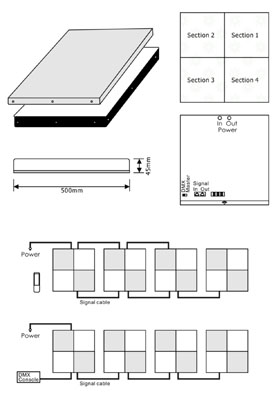 Section 2
Section 1
Section 3
Section 4
In Out
Power
DMX
Master
Signal
In Out
45mm
500mm
Power
Signal cable
Power
DMX
Console
Signal cable